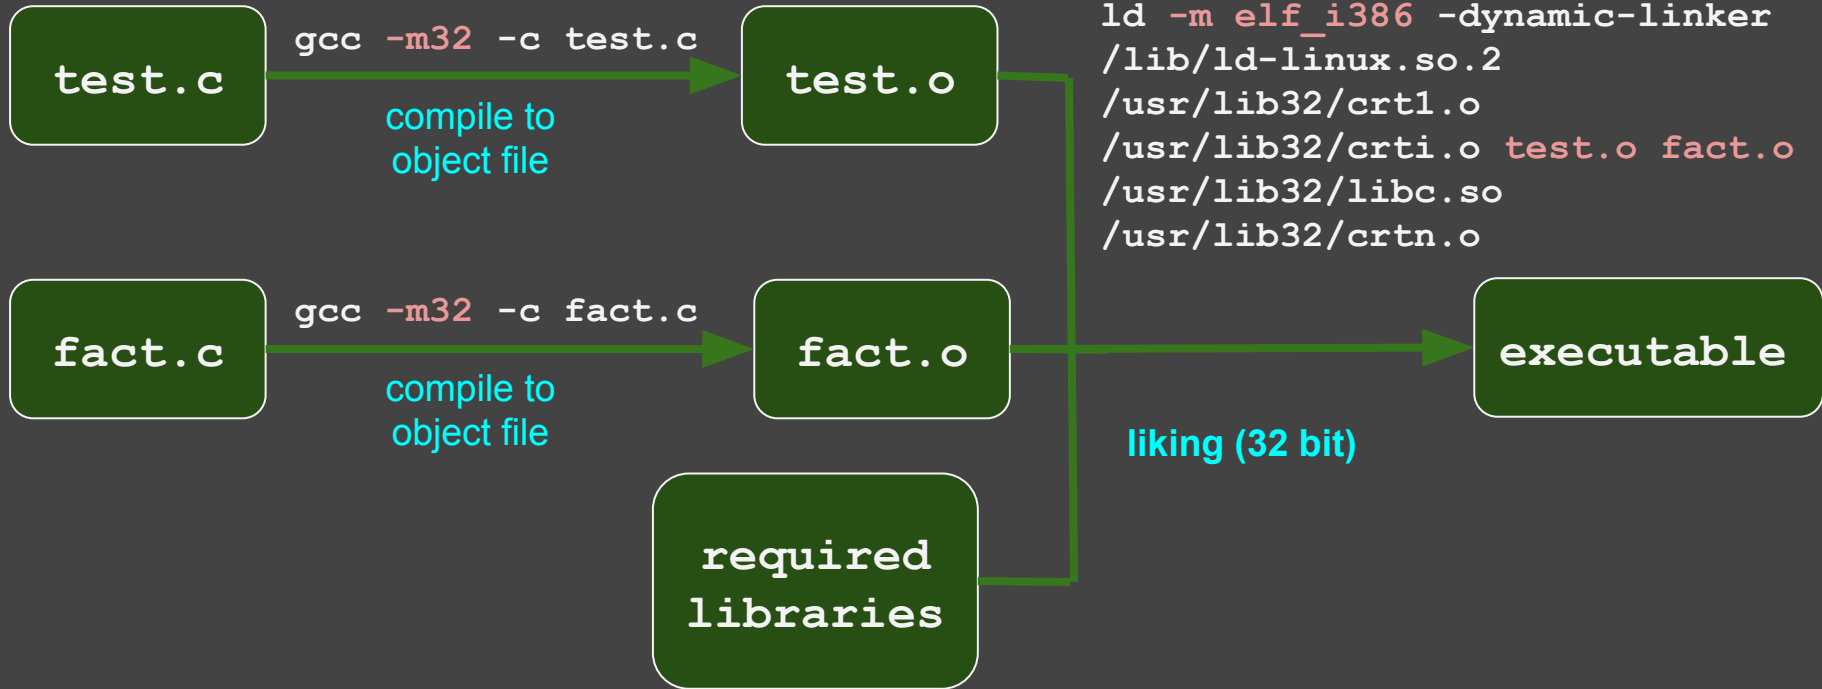 test.c
gcc -m32 -c test.c
compile to
object file
test.o
ld -m elf_i386 -dynamic-linker
/lib/ld-linux.so.2
/usr/lib32/crt1.o
/usr/lib32/crti.o test.o fact.o
/usr/lib32/libc.so
/usr/lib32/crtn.o
fact.c
gcc -m32 -c fact.c
compile to
object file
fact.o
executable
liking (32 bit)
required
libraries